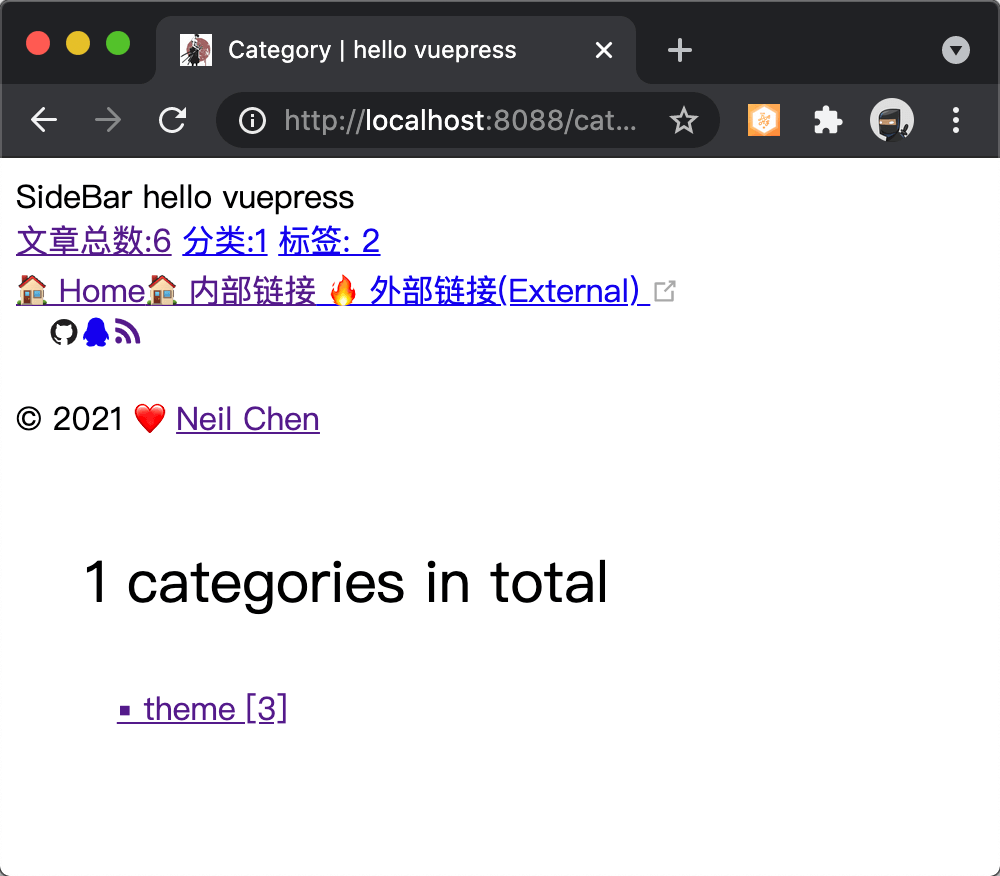 Category | hello vuepress
http://localhost:8088/cat...
SideBar hello vuepress
文章总数:6 分类:1 标签: 2
🏠 Home🏠 内部链接 🔥 外部链接(External)
© 2021 ❤️ Neil Chen
1 categories in total
▪ theme [3]